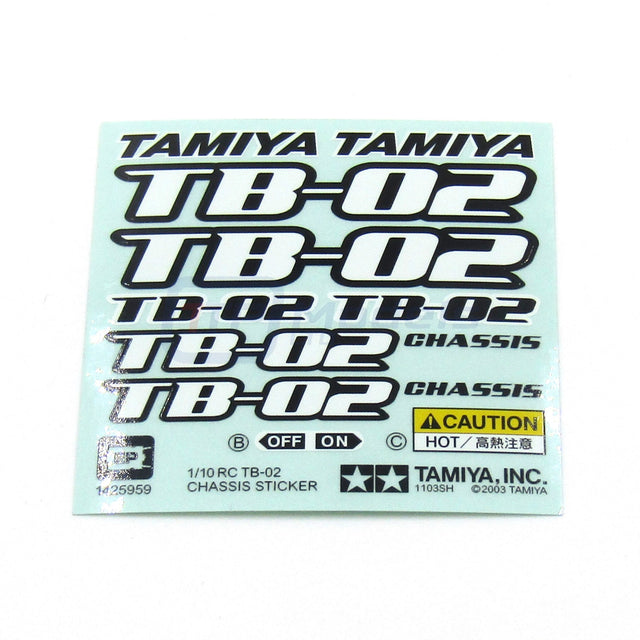 TAMIYA TAMIYA
TB-02
TB-02
TB-02 TB-02
TB-02 CHASSIS
TB-02 CHASSIS
B OFF ON C
CAUTION
HOT/高熱注意
1425959
1/10 RC TB-02
CHASSIS STICKER
TAMIYA, INC.
1103SH ©2003 TAMIYA